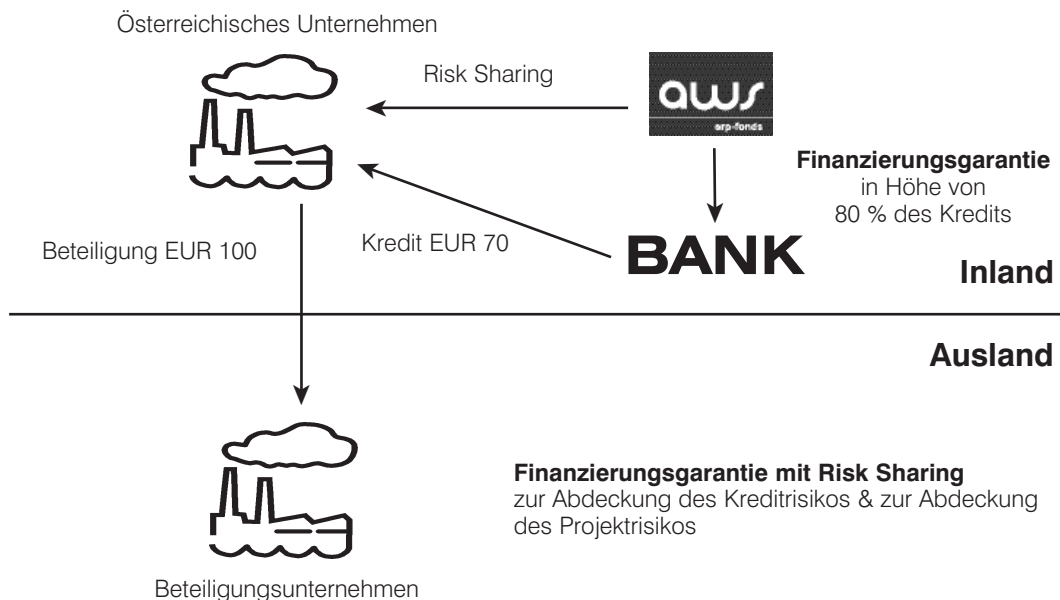 Österreichisches Unternehmen
Risk Sharing
aws
erp-fonds
Finanzierungsgarantie
in Höhe von
80 % des Kredits
Beteiligung EUR 100
Kredit EUR 70
BANK
Inland
Ausland
Finanzierungsgarantie mit Risk Sharing
zur Abdeckung des Kreditrisikos & zur Abdeckung
des Projektrisikos
Beteiligungsunternehmen